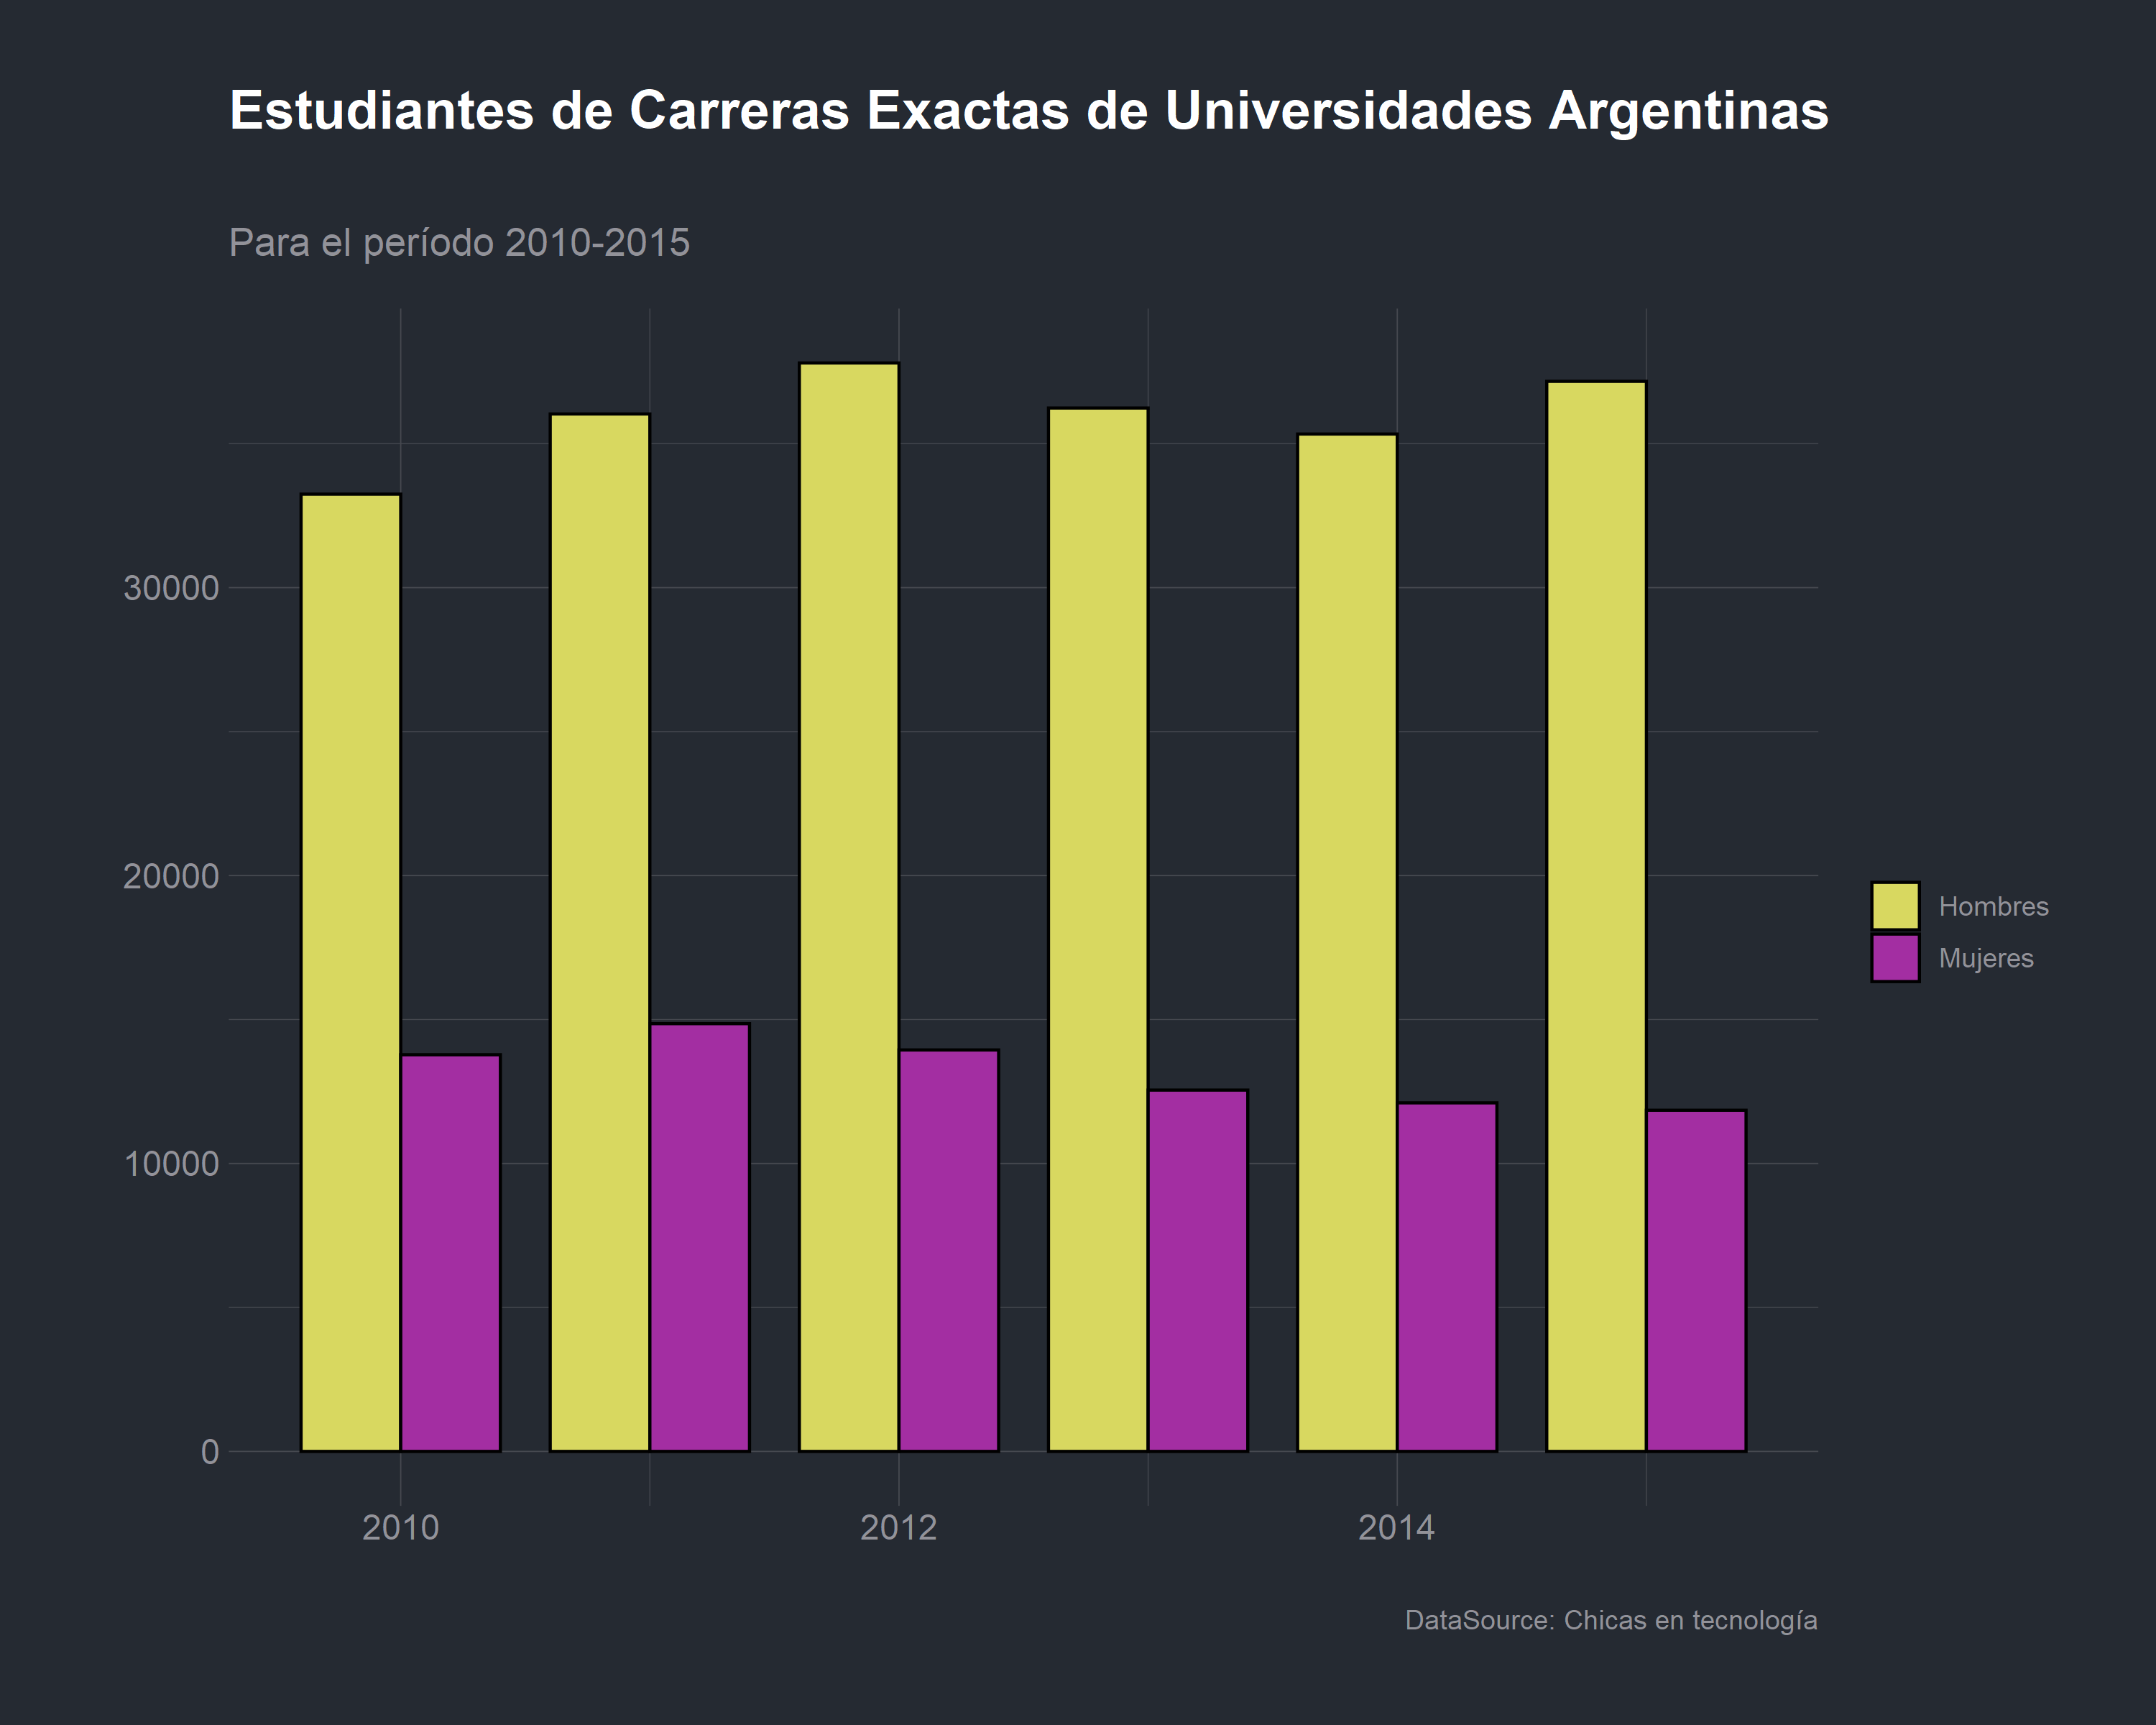 Estudiantes de Carreras Exactas de Universidades Argentinas
Para el período 2010-2015
30000
20000
10000
0
2010 2012 2014
Hombres
Mujeres
DataSource: Chicas en tecnología